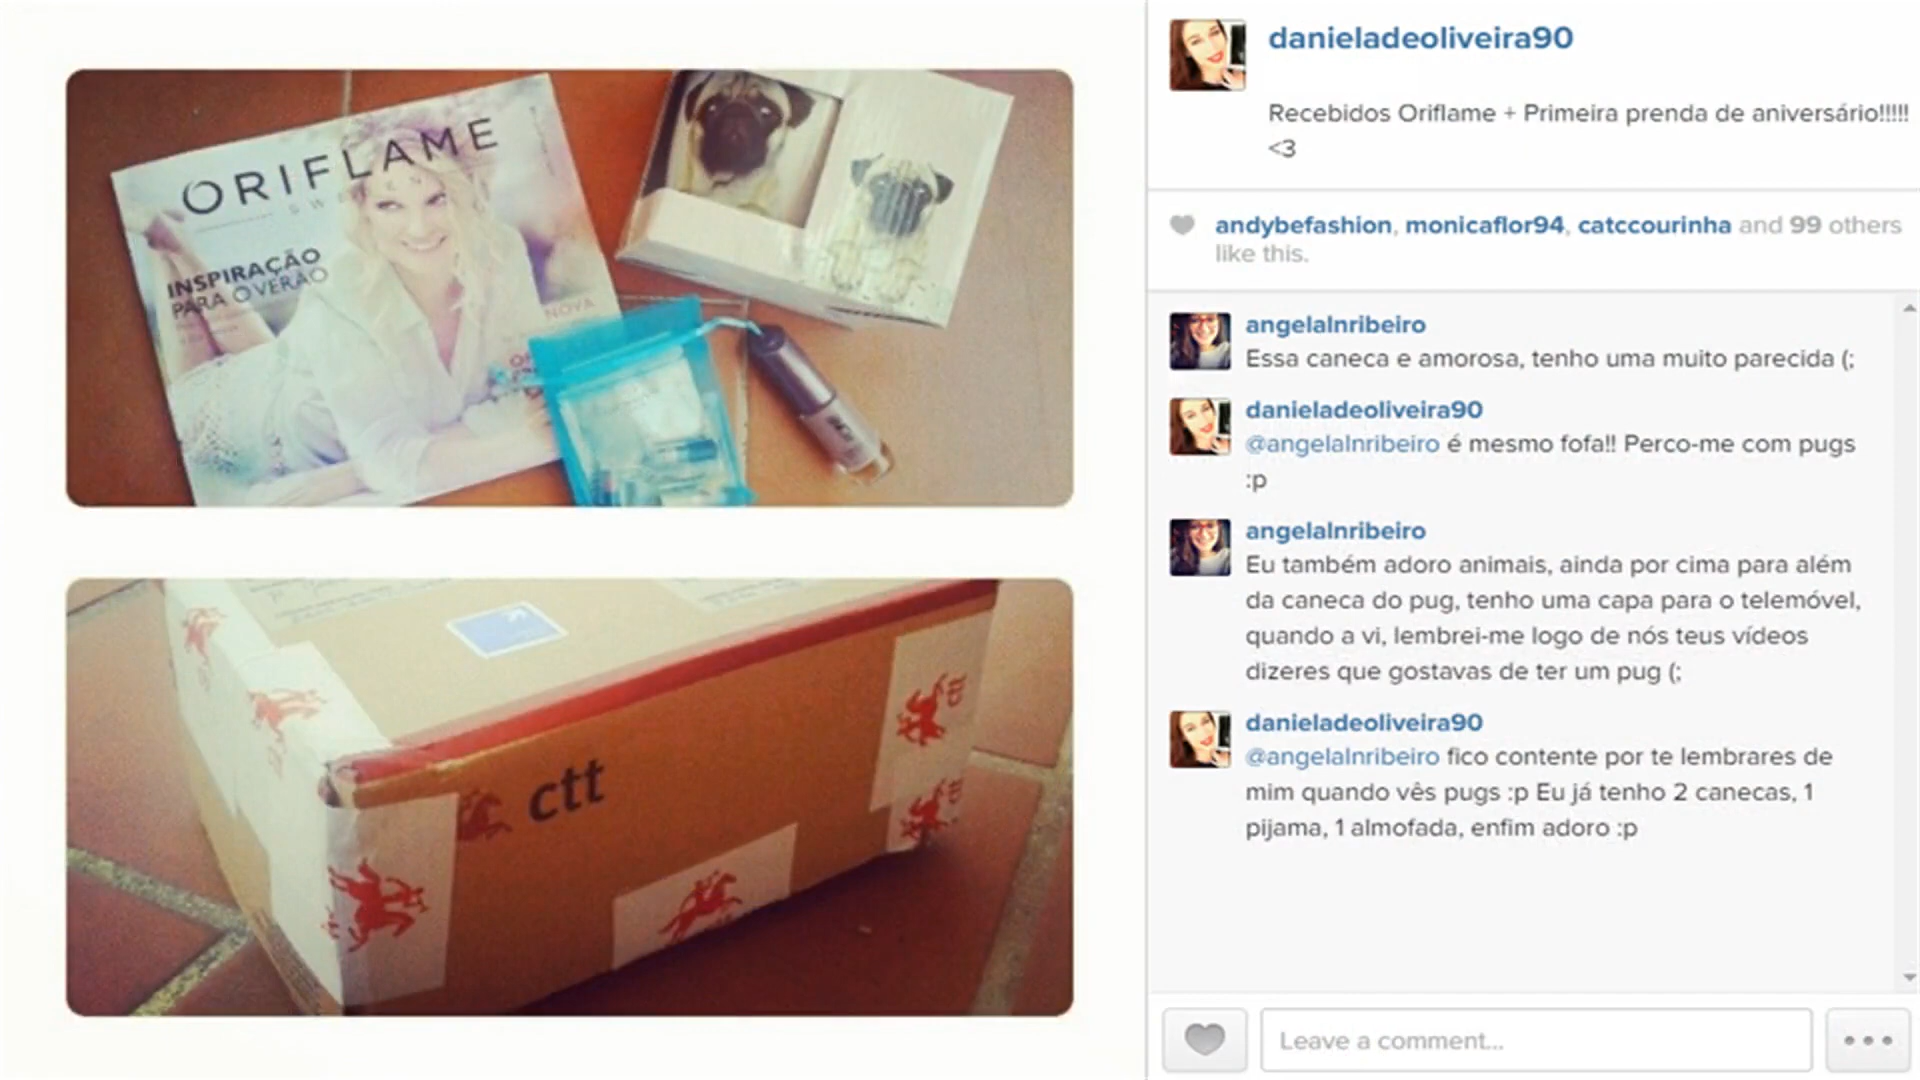 ORIFLAME
SWE
INSPIRAÇÃO
PARA O VERÃO
NOVA
ctt
ctt
ctt
danieladeoliveira90
Recebidos Oriflame + Primeira prenda de aniversário!!!!!
<3
andybefashion, monicaflor94, catccourinha and 99 others
like this.
angelalnribeiro
Essa caneca e amorosa, tenho uma muito parecida (;
danieladeoliveira90
@angelalnribeiro é mesmo fofa!! Perco-me com pugs
:p
angelalnribeiro
Eu também adoro animais, ainda por cima para além
da caneca do pug, tenho uma capa para o telemóvel,
quando a vi, lembrei-me logo de nós teus vídeos
dizeres que gostavas de ter um pug (;
danieladeoliveira90
@angelalnribeiro fico contente por te lembrares de
mim quando vês pugs :p Eu já tenho 2 canecas, 1
pijama, 1 almofada, enfim adoro :p
Leave a comment...